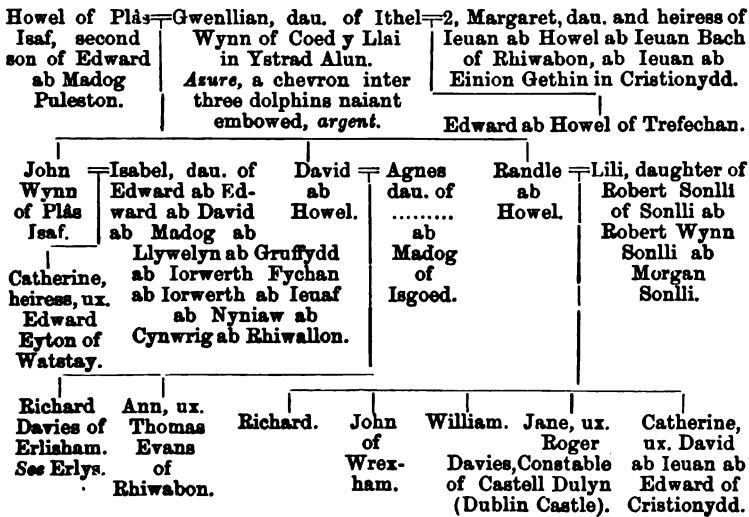 Howel of Plâs
Isaf, second
son of Edward
ab Madog
Puleston.
Gwenllian, dau. of Ithel
Wynn of Coed y Llai
in Ystrad Alun.
Azure, a chevron inter
three dolphins naiant
embowed, argent.
2, Margaret, dau. and heiress of
Ieuan ab Howel ab Ieuan Bach
of Rhiwabon, ab Ieuan ab
Einion Gethin in Cristionydd.
Edward ab Howel of Trefechan.
John
Wynn
of Plâs
Isaf.
Isabel, dau. of
Edward ab Ed-
ward ab David
ab Madog ab
Llywelyn ab Gruffydd
ab Iorwerth Fychan
ab Iorwerth ab Ieuaf
ab Nyniaw ab
Cynwrig ab Rhiwallon.
David
ab
Howel.
Agnes
dau. of
.........
ab
Madog
of
Isgoed.
Randle
ab
Howel.
Lili, daughter of
Robert Sonlli
of Sonlli ab
Robert Wynn
Sonlli ab
Morgan
Sonlli.
Catherine,
heiress, ux.
Edward
Eyton of
Watstay.
Richard
Davies of
Erlisham.
See Erlys.
Ann, ux.
Thomas
Evans
of
Rhiwabon.
Richard.
John
of
Wrex-
ham.
William.
Jane, ux.
Roger
Davies, Constable
of Castell Dulyn
(Dublin Castle).
Catherine,
ux. David
ab Ieuan ab
Edward of
Cristionydd.